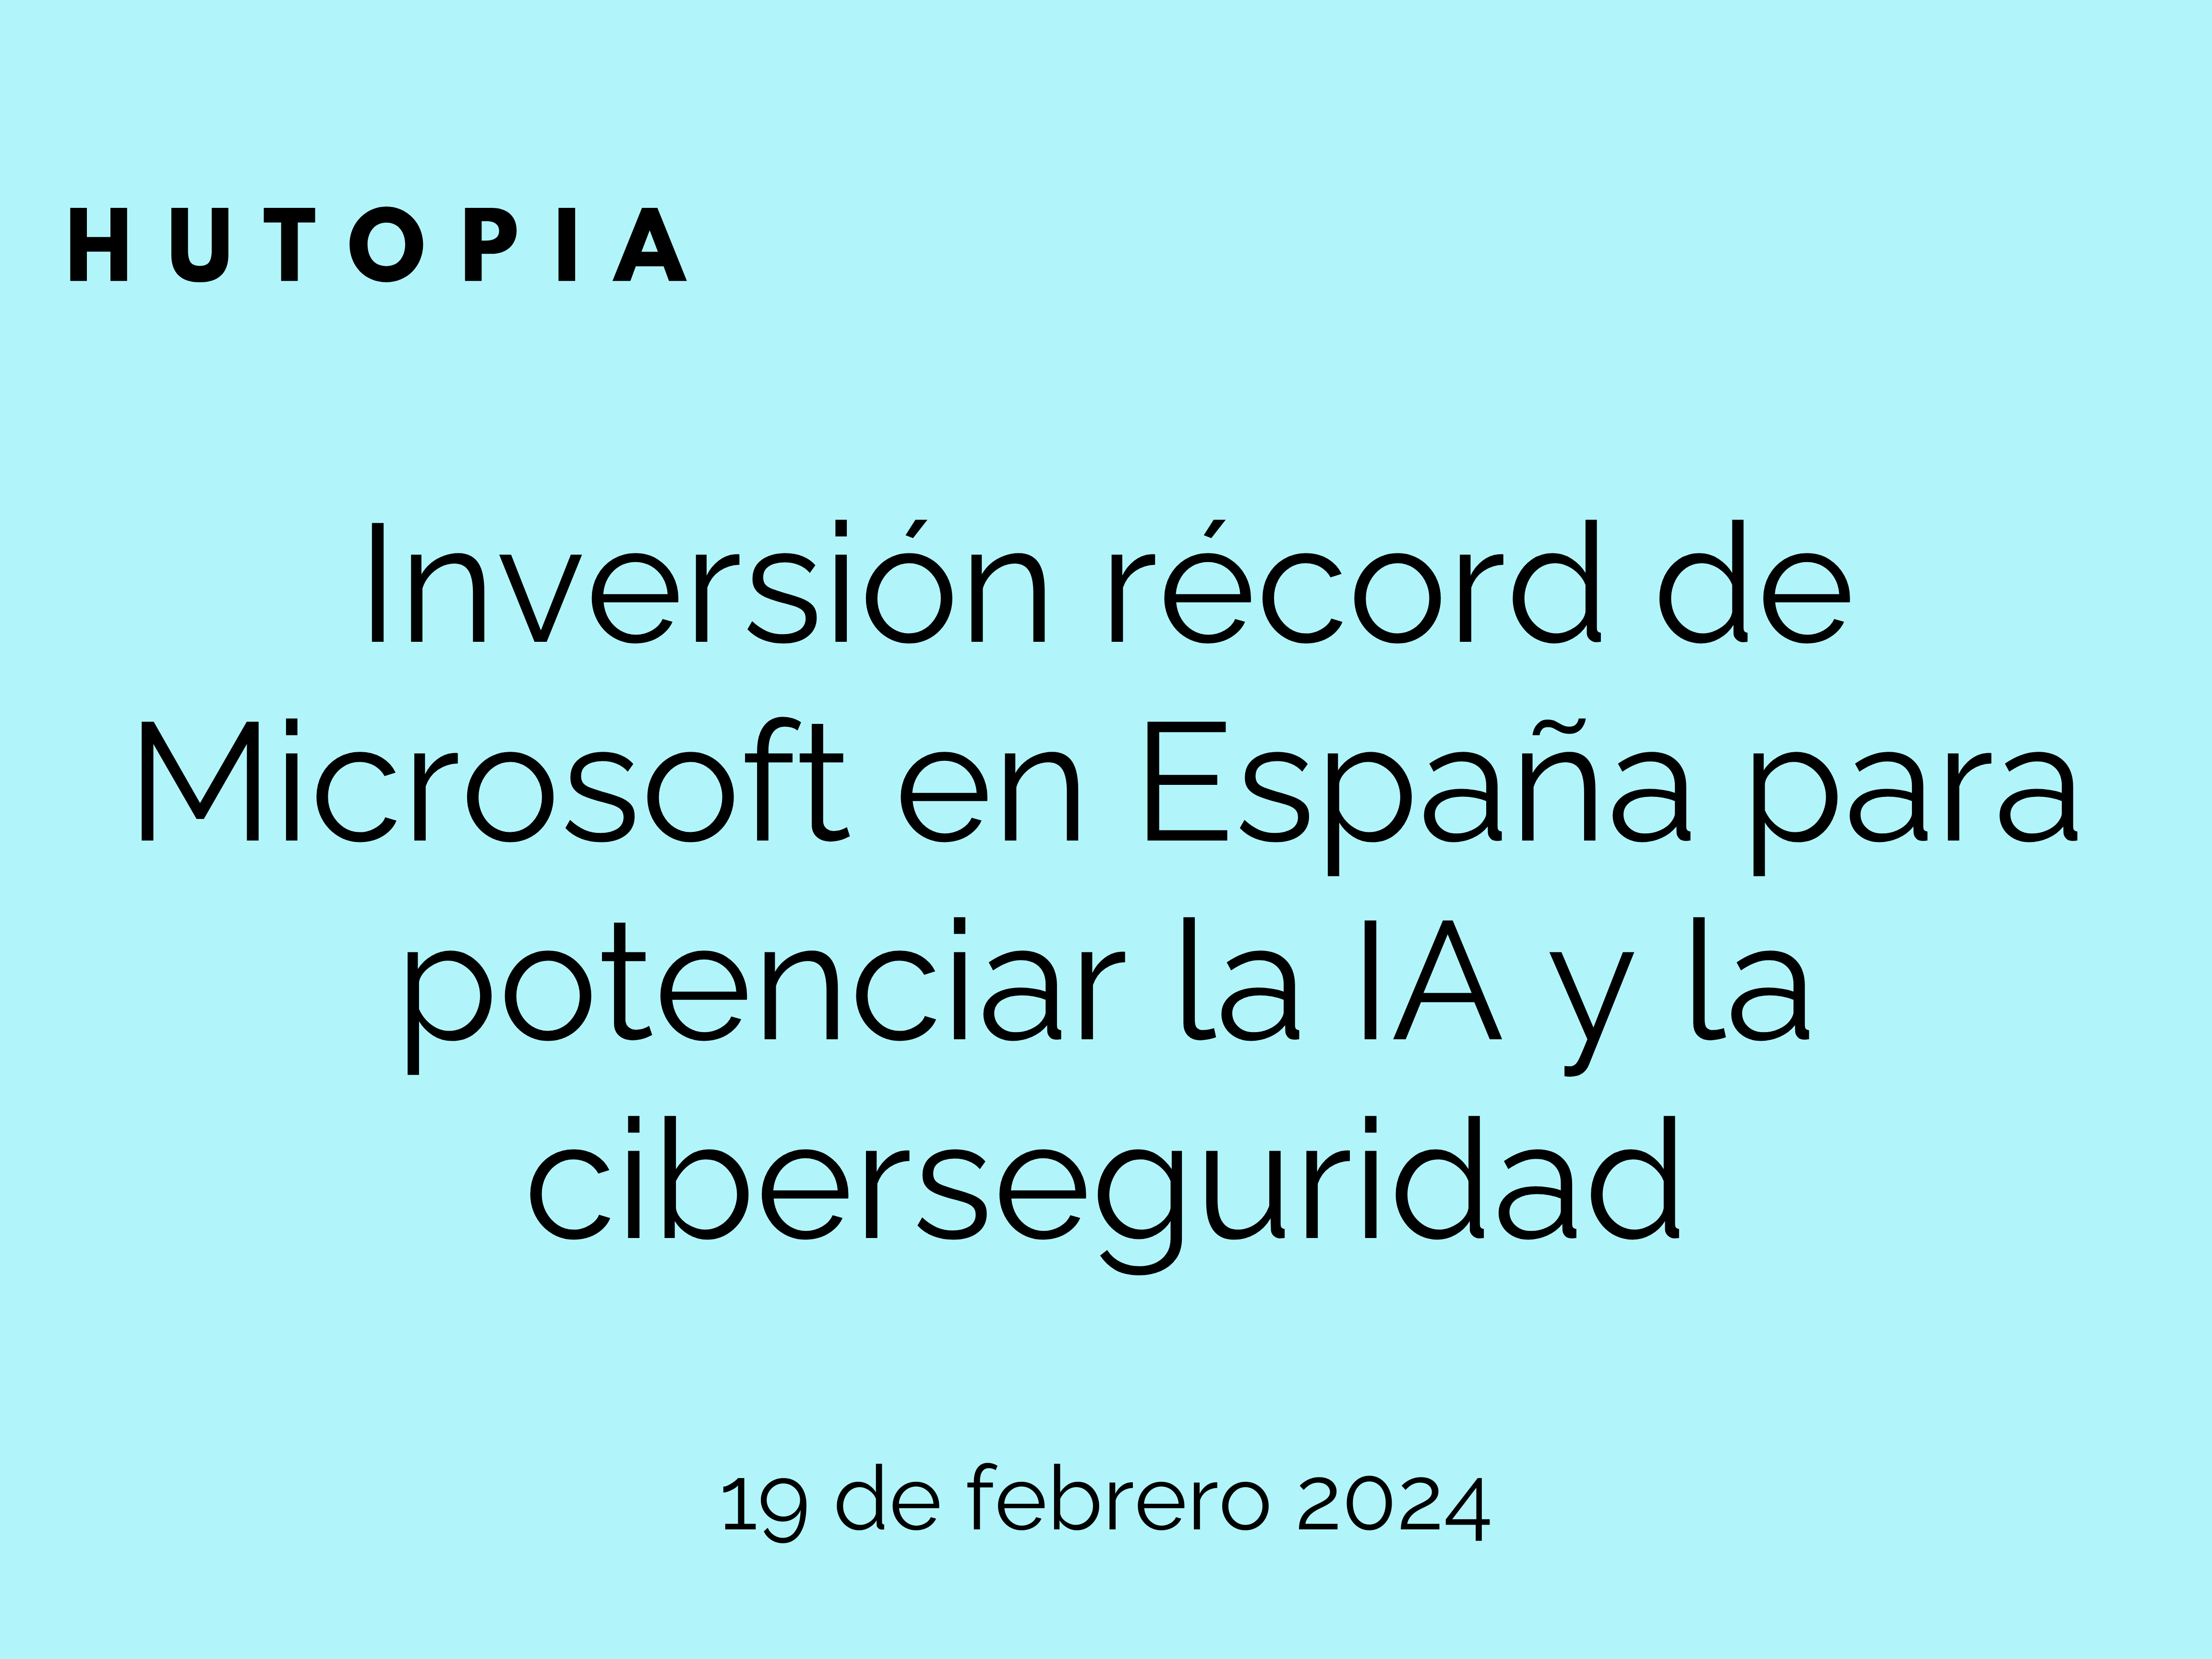 HUTOPIA
Inversión récord de
Microsoft en España para
potenciar la IA y la
ciberseguridad
19 de febrero 2024